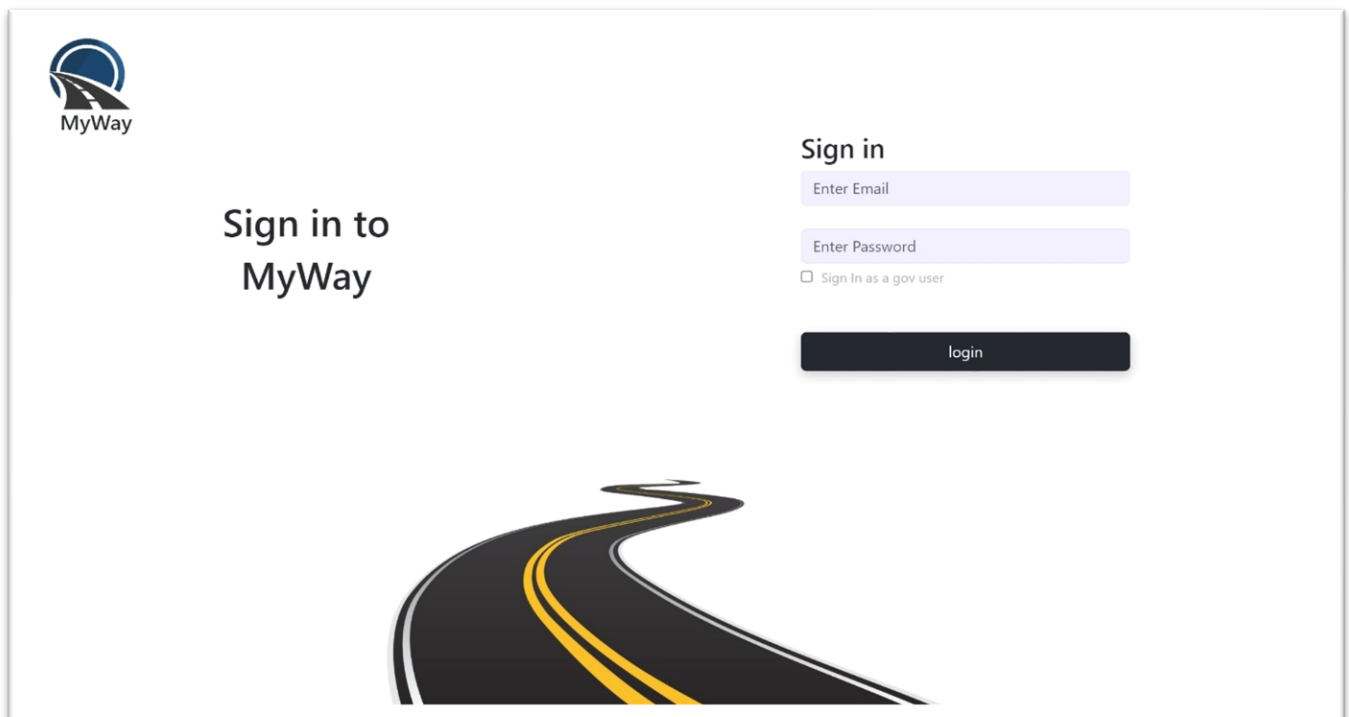 MyWay
Sign in to
MyWay
Sign in
Enter Email
Enter Password
Sign In as a gov user
login